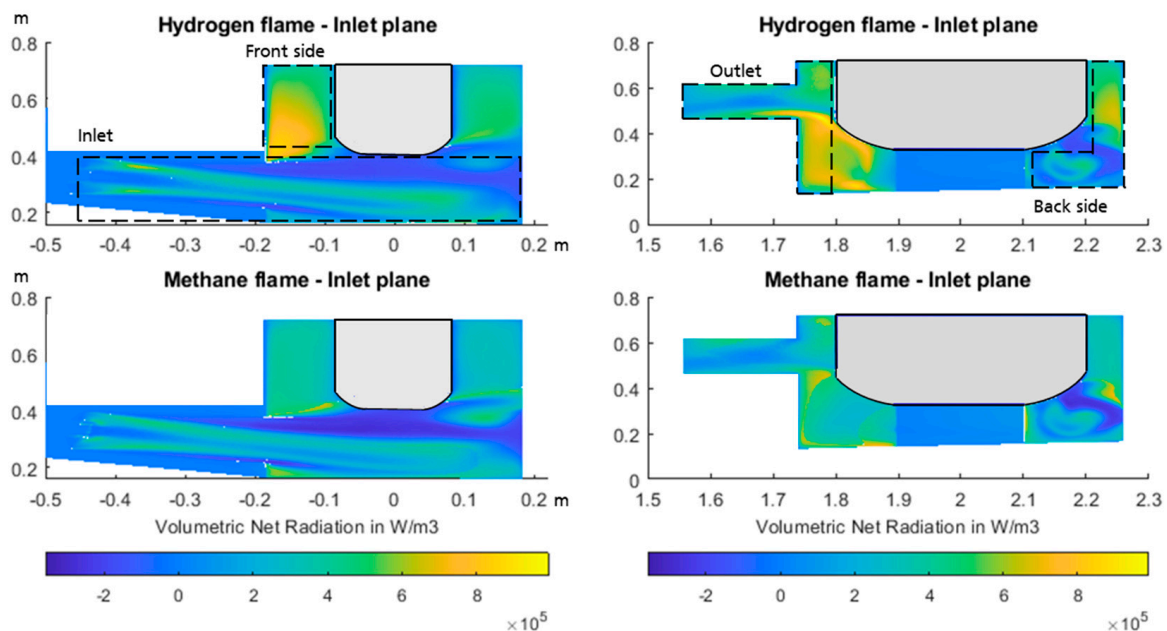 m
Hydrogen flame - Inlet plane
Front side
Inlet
0.8
0.6
0.4
0.2
-0.5 -0.4 -0.3 -0.2 -0.1 0 0.1 0.2 m
Hydrogen flame - Inlet plane
Outlet
Back side
0.8
0.6
0.4
0.2
0
1.5 1.6 1.7 1.8 1.9 2 2.1 2.2 2.3
m
Methane flame - Inlet plane
0.8
0.6
0.4
0.2
-0.5 -0.4 -0.3 -0.2 -0.1 0 0.1 0.2 m
Volumetric Net Radiation in W/m3
-2 0 2 4 6 8
×10⁵
Methane flame - Inlet plane
0.8
0.6
0.4
0.2
0
1.5 1.6 1.7 1.8 1.9 2 2.1 2.2 2.3
Volumetric Net Radiation in W/m3
-2 0 2 4 6 8
×10⁵